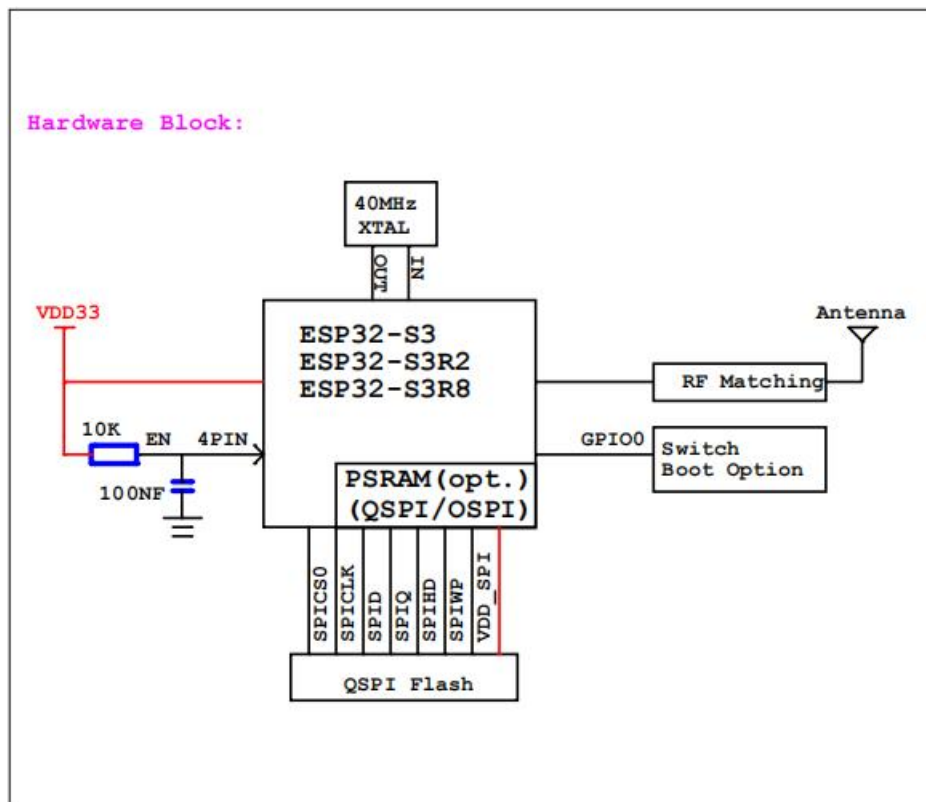 Hardware Block:
40MHz
XTAL
OUT
IN
VDD33
ESP32-S3
ESP32-S3R2
ESP32-S3R8
Antenna
RF Matching
10K
EN
4PIN
GPIO0
Switch
Boot Option
100NF
PSRAM(opt.)
(QSPI/OSPI)
SPICS0
SPICLK
SPID
SPIQ
SPIHD
SPIWP
VDD_SPI
QSPI Flash